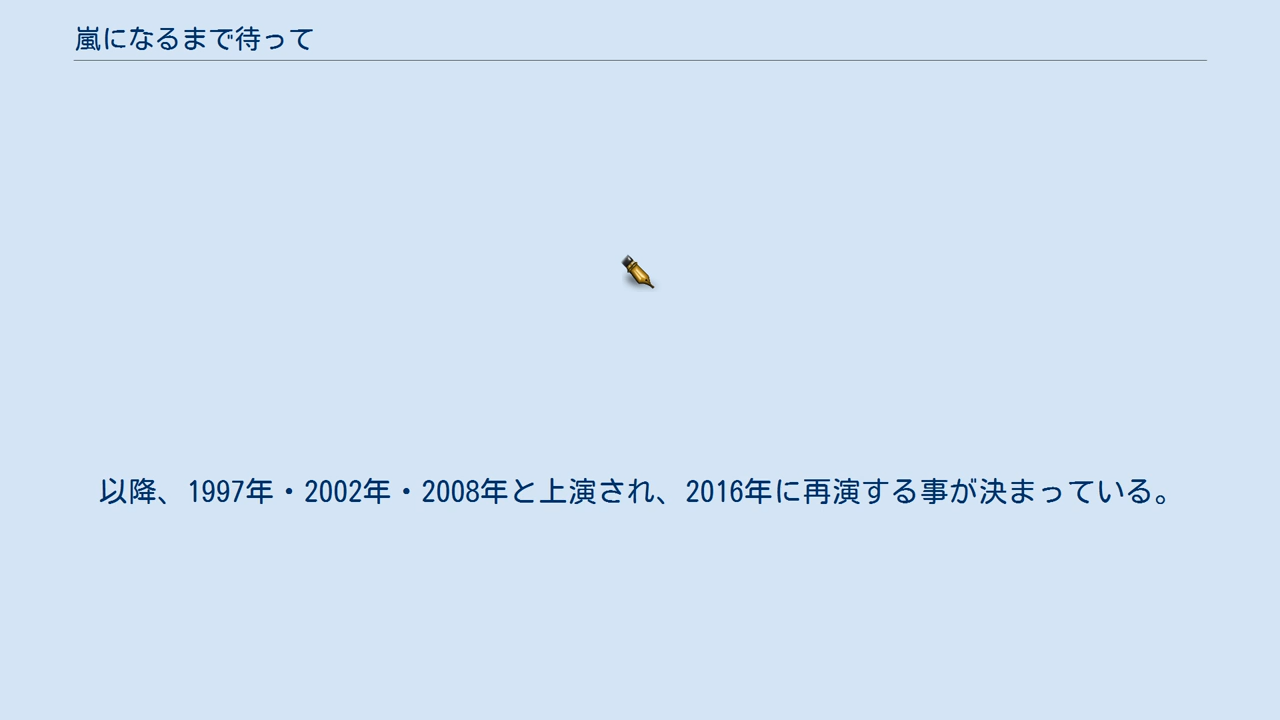 嵐になるまで待って
以降、1997年・2002年・2008年と上演され、2016年に再演する事が決まっている。